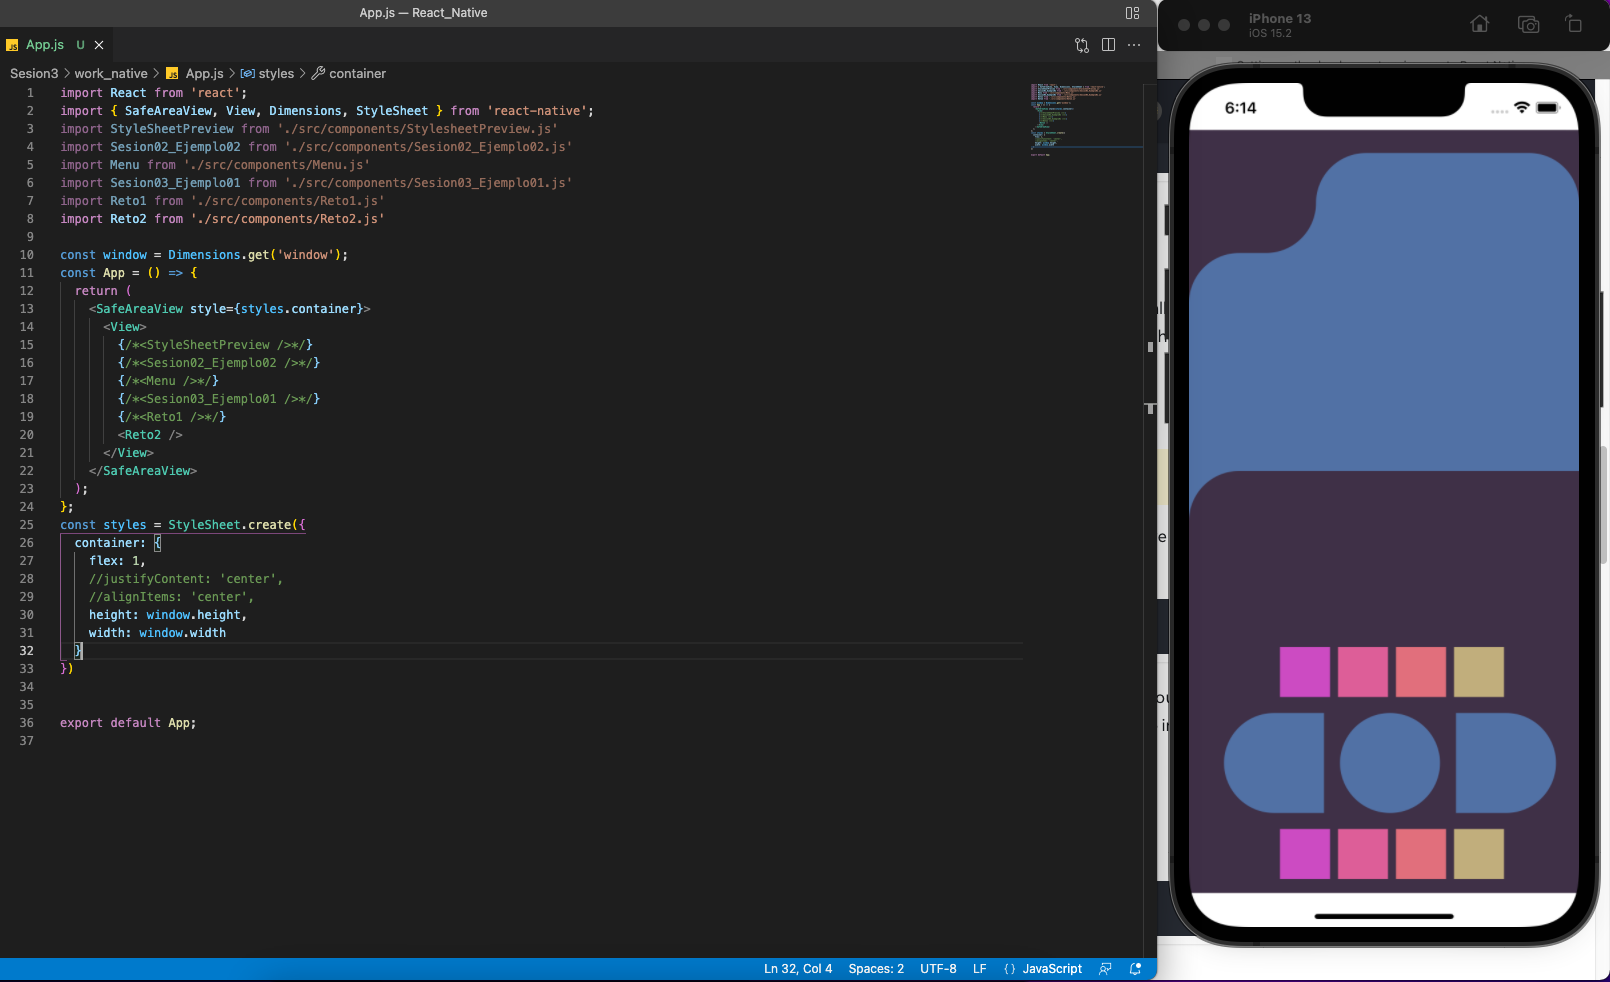 App.js — React_Native
JS App.js U
Sesion3 > work_native > JS App.js > styles > container
1 import React from 'react';
2 import { SafeAreaView, View, Dimensions, StyleSheet } from 'react-native';
3 import StyleSheetPreview from './src/components/StylesheetPreview.js'
4 import Sesion02_Ejemplo02 from './src/components/Sesion02_Ejemplo02.js'
5 import Menu from './src/components/Menu.js'
6 import Sesion03_Ejemplo01 from './src/components/Sesion03_Ejemplo01.js'
7 import Reto1 from './src/components/Reto1.js'
8 import Reto2 from './src/components/Reto2.js'
9
10 const window = Dimensions.get('window');
11 const App = () => {
12 return (
13 <SafeAreaView style={styles.container}>
14 <View>
15 {/*<StyleSheetPreview />*/}
16 {/*<Sesion02_Ejemplo02 />*/}
17 {/*<Menu />*/}
18 {/*<Sesion03_Ejemplo01 />*/}
19 {/*<Reto1 />*/}
20 <Reto2 />
21 </View>
22 </SafeAreaView>
23 );
24 };
25 const styles = StyleSheet.create({
26 container: {
27 flex: 1,
28 //justifyContent: 'center',
29 //alignItems: 'center',
30 height: window.height,
31 width: window.width
32 }
33 })
34
35
36 export default App;
37
Ln 32, Col 4 Spaces: 2 UTF-8 LF {} JavaScript
iPhone 13
iOS 15.2
6:14